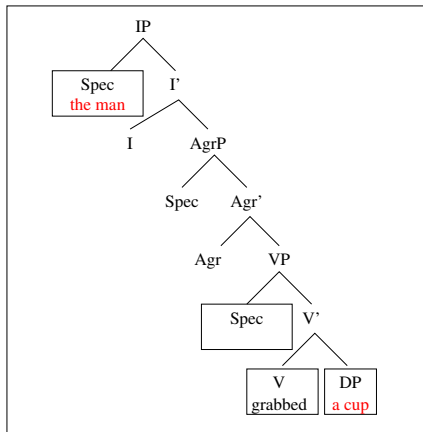 IP
Spec I'
the man
I AgrP
Spec Agr'
Agr VP
Spec V'
V DP
grabbed a cup